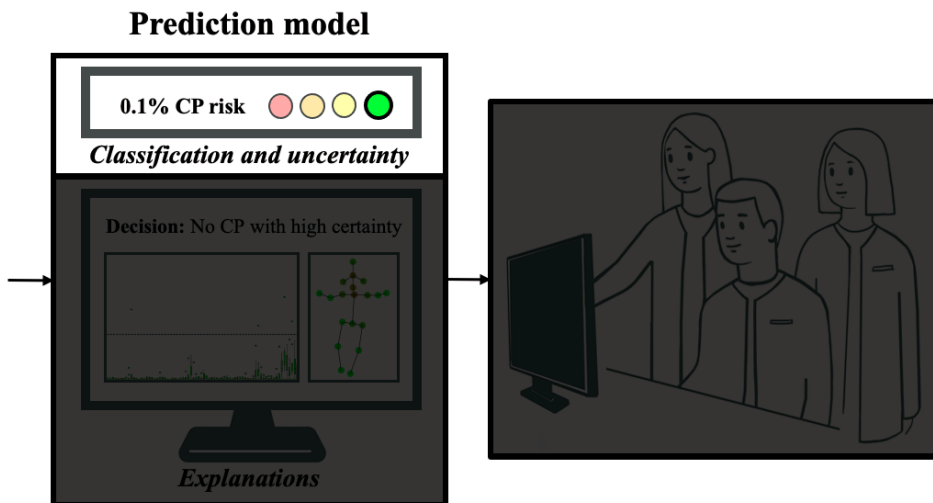 Prediction model
0.1% CP risk
Classification and uncertainty
Decision: No CP with high certainty
Explanations